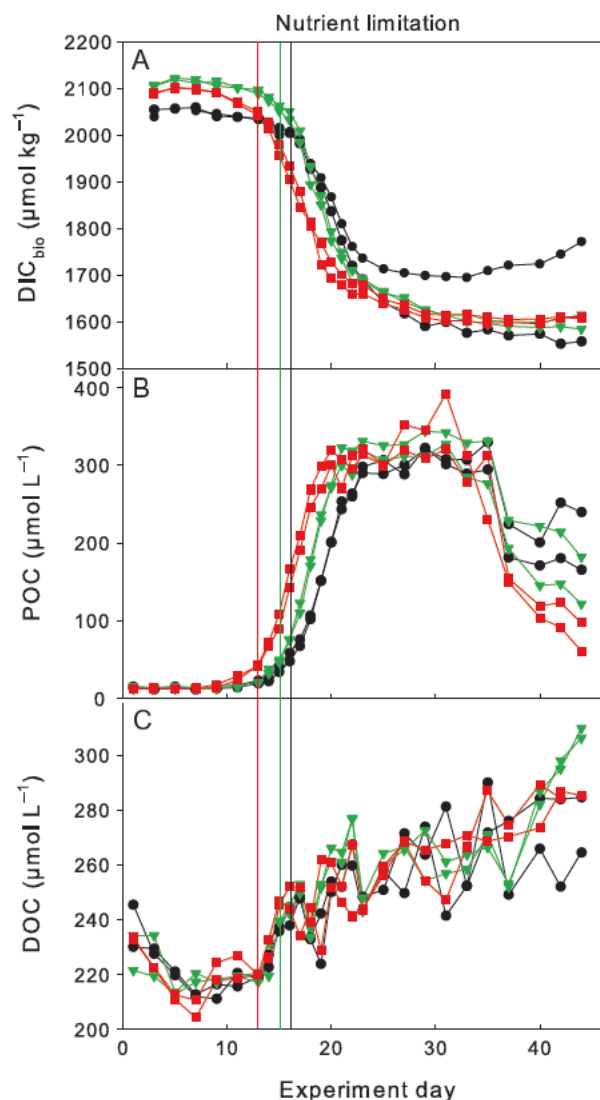 Nutrient limitation
A
2200
2100
2000
1900
1800
1700
1600
1500
DIC_bio (µmol kg⁻¹)
B
400
300
200
100
0
POC (µmol L⁻¹)
C
300
280
260
240
220
200
DOC (µmol L⁻¹)
0 10 20 30 40
Experiment day